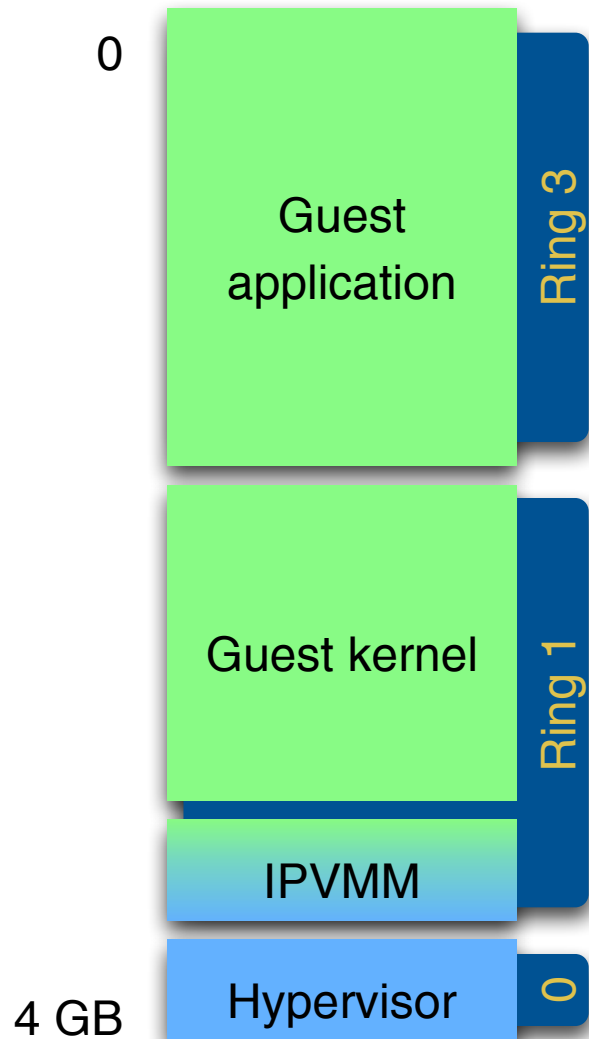 0
Guest
application
Ring 3
Guest kernel
Ring 1
IPVMM
Hypervisor
0
4 GB